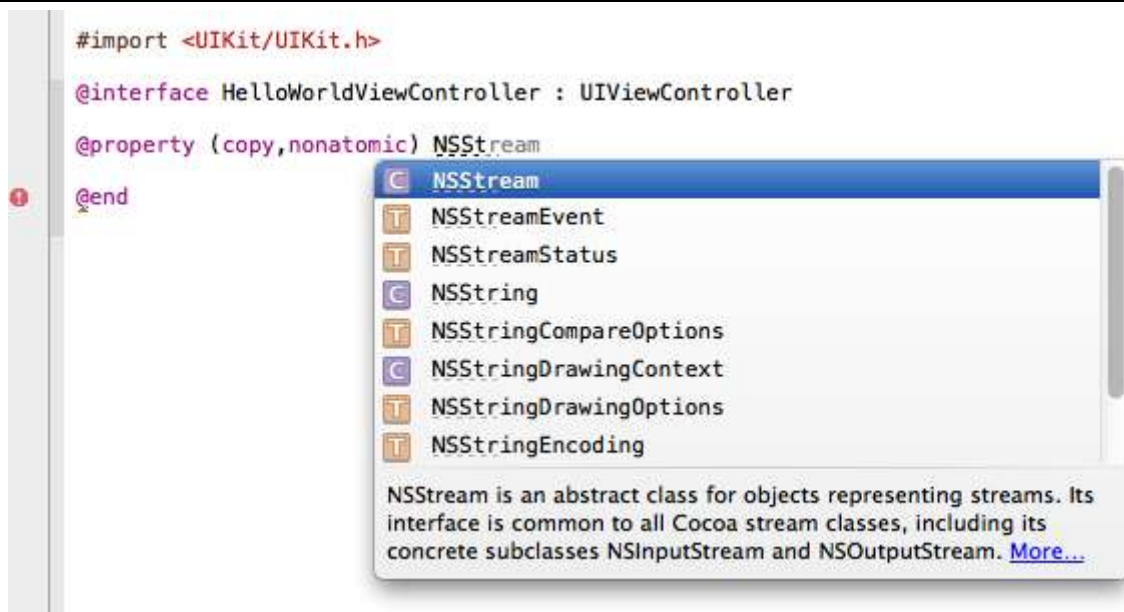 #import <UIKit/UIKit.h>
@interface HelloWorldViewController : UIViewController
@property (copy,nonatomic) NSStream
@end
C NSStream
T NSStreamEvent
T NSStreamStatus
C NSString
T NSStringCompareOptions
C NSStringDrawingContext
T NSStringDrawingOptions
T NSStringEncoding
NSStream is an abstract class for objects representing streams. Its
interface is common to all Cocoa stream classes, including its
concrete subclasses NSInputStream and NSOutputStream. More...